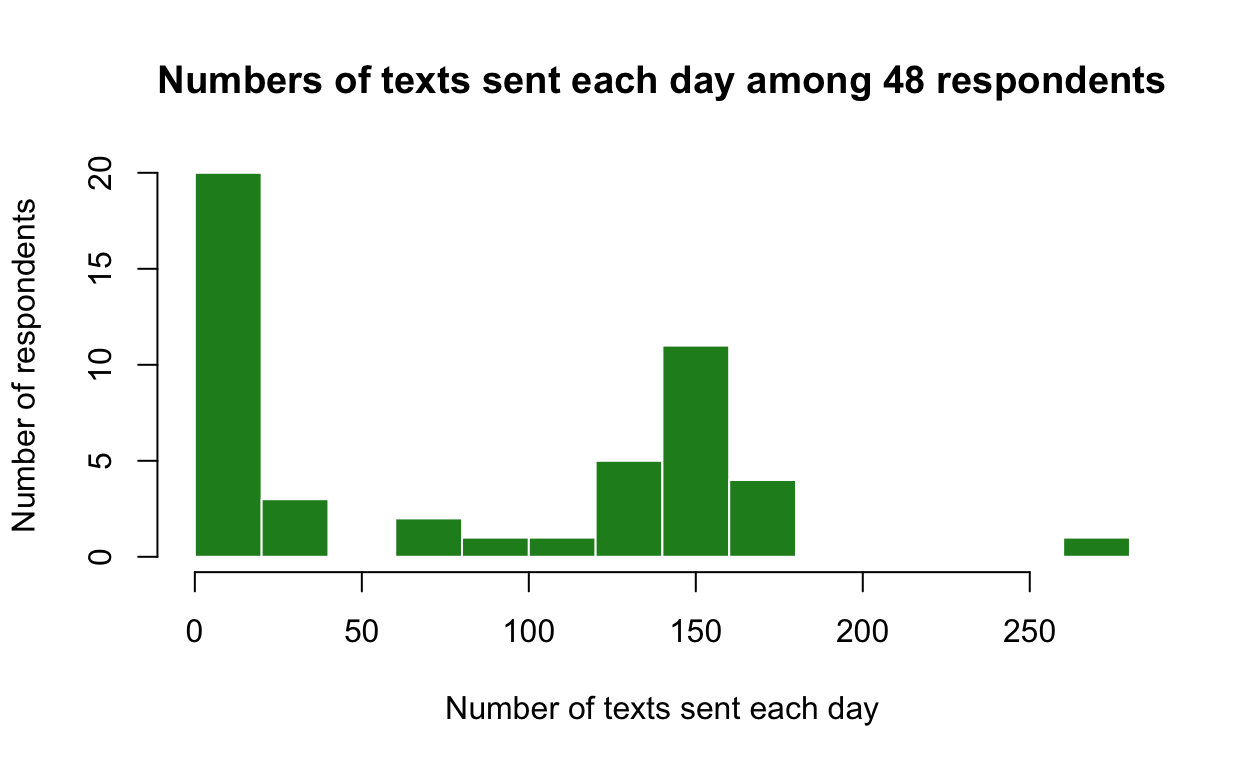 Numbers of texts sent each day among 48 respondents
Number of respondents
20
15
10
5
0
0 50 100 150 200 250
Number of texts sent each day